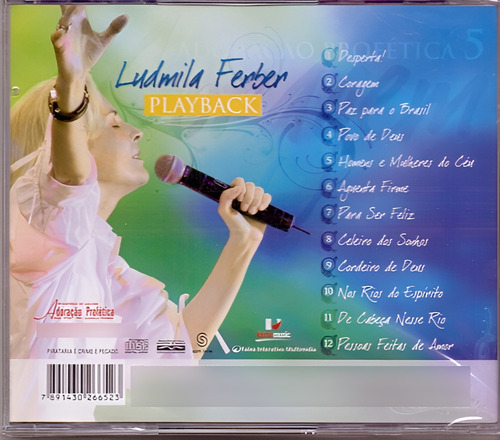 Ludmila Ferber
PLAYBACK
PROFÉTICA 5
1 Desperta!
2 Coragem
3 Paz para o Brasil
4 Povo de Deus
5 Homens e Mulheres do Céu
6 Aguenta Firme
7 Para Ser Feliz
8 Celeiro dos Sonhos
9 Cordeiro de Deus
10 Nos Rios do Espírito
11 De Cabeça Nesse Rio
12 Pessoas Feitas de Amor
Adoração Profética
PIRATARIA É CRIME E PECADO.
7 891430 266523